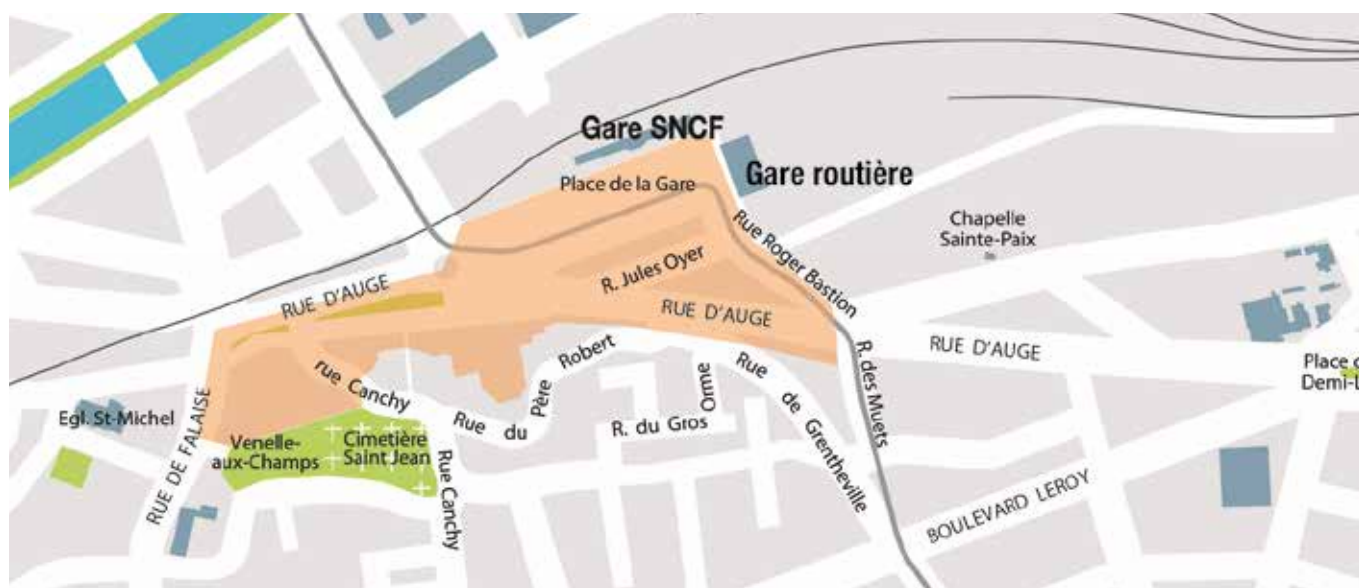 Gare SNCF
Gare routière
Place de la Gare
Rue Roger Bastion
Chapelle
Sainte-Paix
R. Jules Oyer
RUE D'AUGE
RUE D'AUGE
RUE D'AUGE
R. des Muets
Place
Demi-L
rue Canchy
Rue du Père Robert
Rue de Grentheville
R. du Gros Orme
Egl. St-Michel
RUE DE FALAISE
Venelle-
aux-Champs
Cimetière
Saint Jean
Rue Canchy
BOULEVARD LEROY